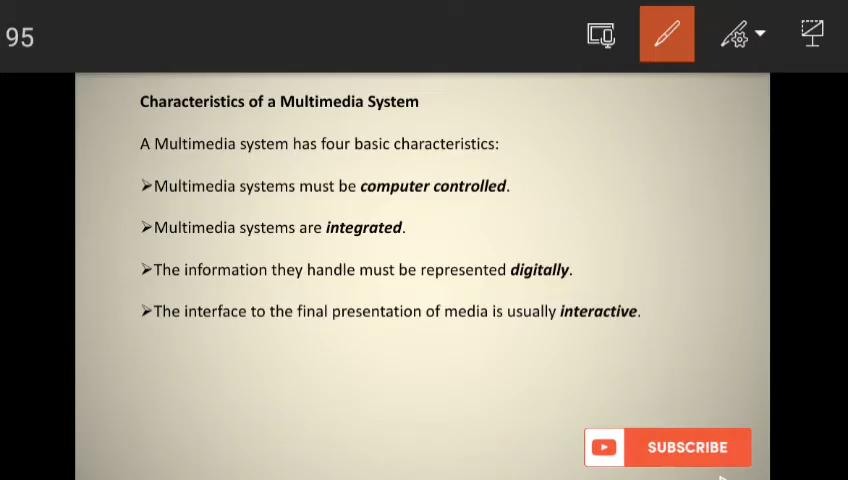 95
Characteristics of a Multimedia System
A Multimedia system has four basic characteristics:
➢Multimedia systems must be computer controlled.
➢Multimedia systems are integrated.
➢The information they handle must be represented digitally.
➢The interface to the final presentation of media is usually interactive.
SUBSCRIBE